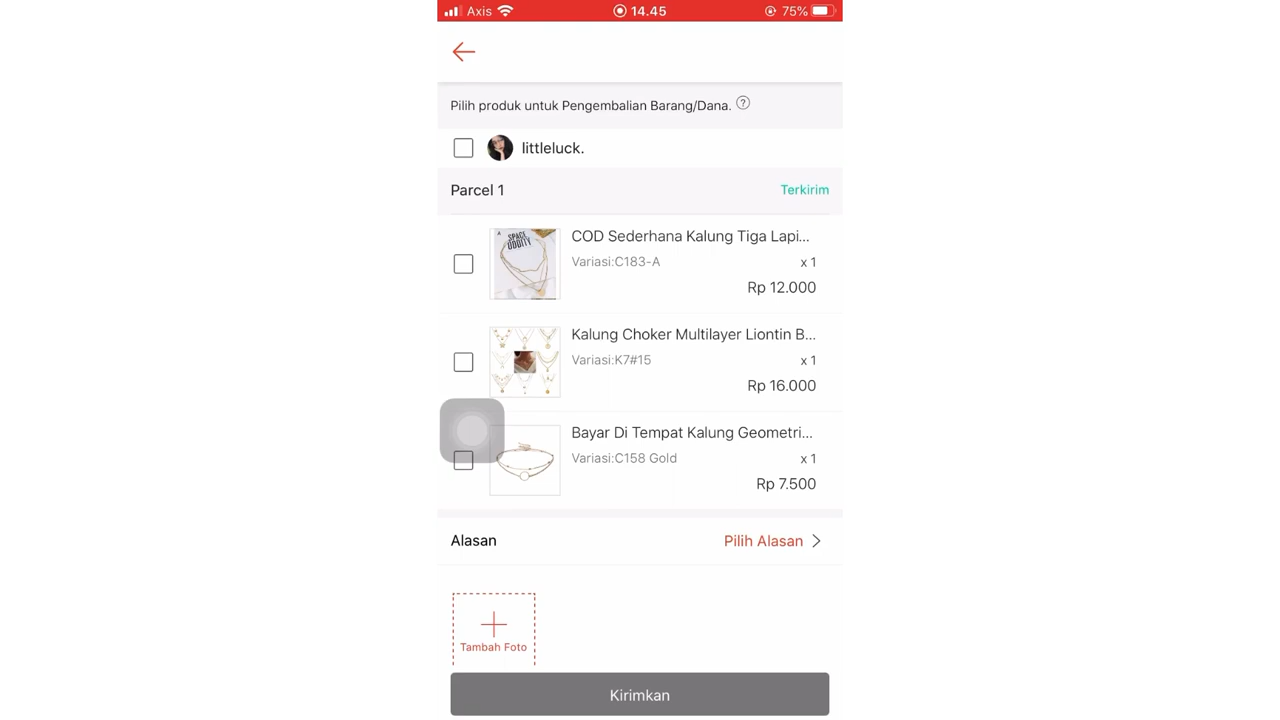 Axis 14.45 75%
Pilih produk untuk Pengembalian Barang/Dana. ?
littleluck.
Parcel 1 Terkirim
A SPACE ODDITY
COD Sederhana Kalung Tiga Lapi...
Variasi:C183-A x 1
Rp 12.000
Kalung Choker Multilayer Liontin B...
Variasi:K7#15 x 1
Rp 16.000
Bayar Di Tempat Kalung Geometri...
Variasi:C158 Gold x 1
Rp 7.500
Alasan Pilih Alasan
Tambah Foto
Kirimkan